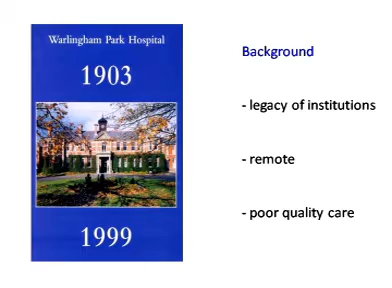 Warlingham Park Hospital
1903
1999
Background
- legacy of institutions
- remote
- poor quality care